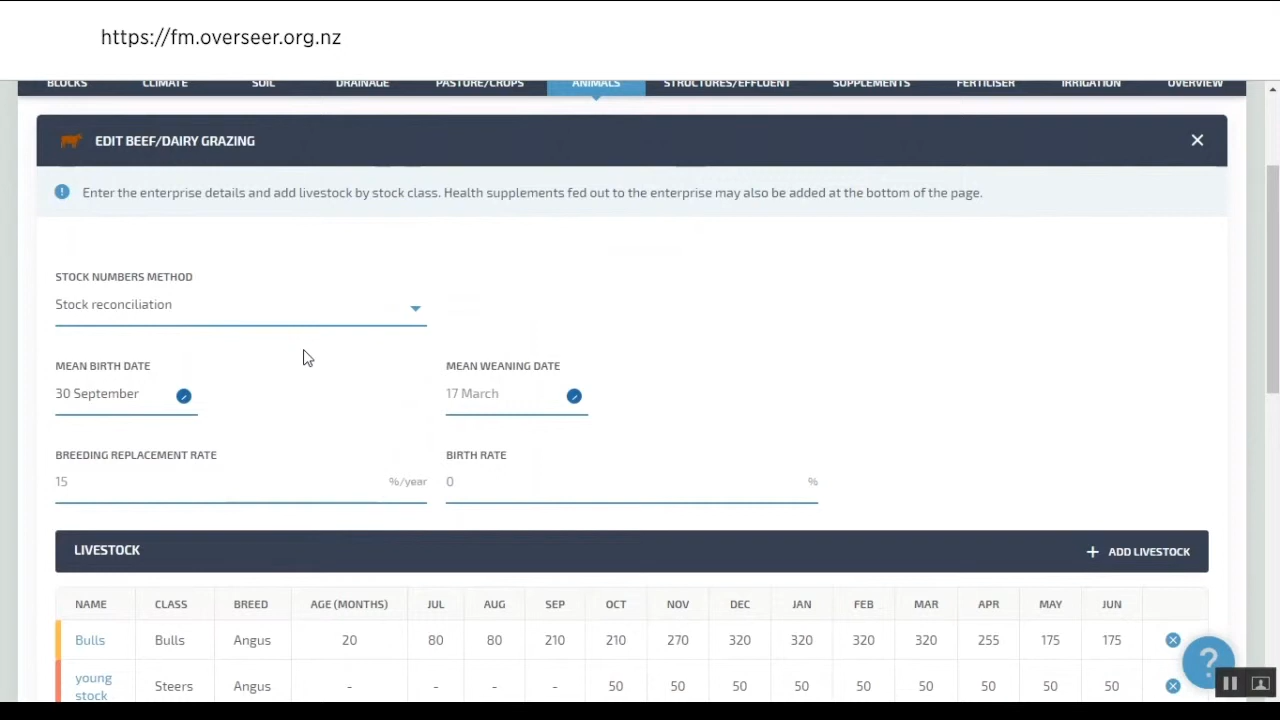 https://fm.overseer.org.nz
BLOCKS CLIMATE SOIL DRAINAGE PASTURE/CROPS ANIMALS STRUCTURES/EFFLUENT SUPPLEMENTS FERTILISER IRRIGATION OVERVIEW
EDIT BEEF/DAIRY GRAZING
Enter the enterprise details and add livestock by stock class. Health supplements fed out to the enterprise may also be added at the bottom of the page.
STOCK NUMBERS METHOD
Stock reconciliation
MEAN BIRTH DATE MEAN WEANING DATE
30 September 17 March
BREEDING REPLACEMENT RATE BIRTH RATE
15 %/year 0 %
LIVESTOCK + ADD LIVESTOCK
NAME CLASS BREED AGE (MONTHS) JUL AUG SEP OCT NOV DEC JAN FEB MAR APR MAY JUN
Bulls Bulls Angus 20 80 80 210 210 270 320 320 320 320 255 175 175
young stock Steers Angus - - - - 50 50 50 50 50 50 50 50 50
?